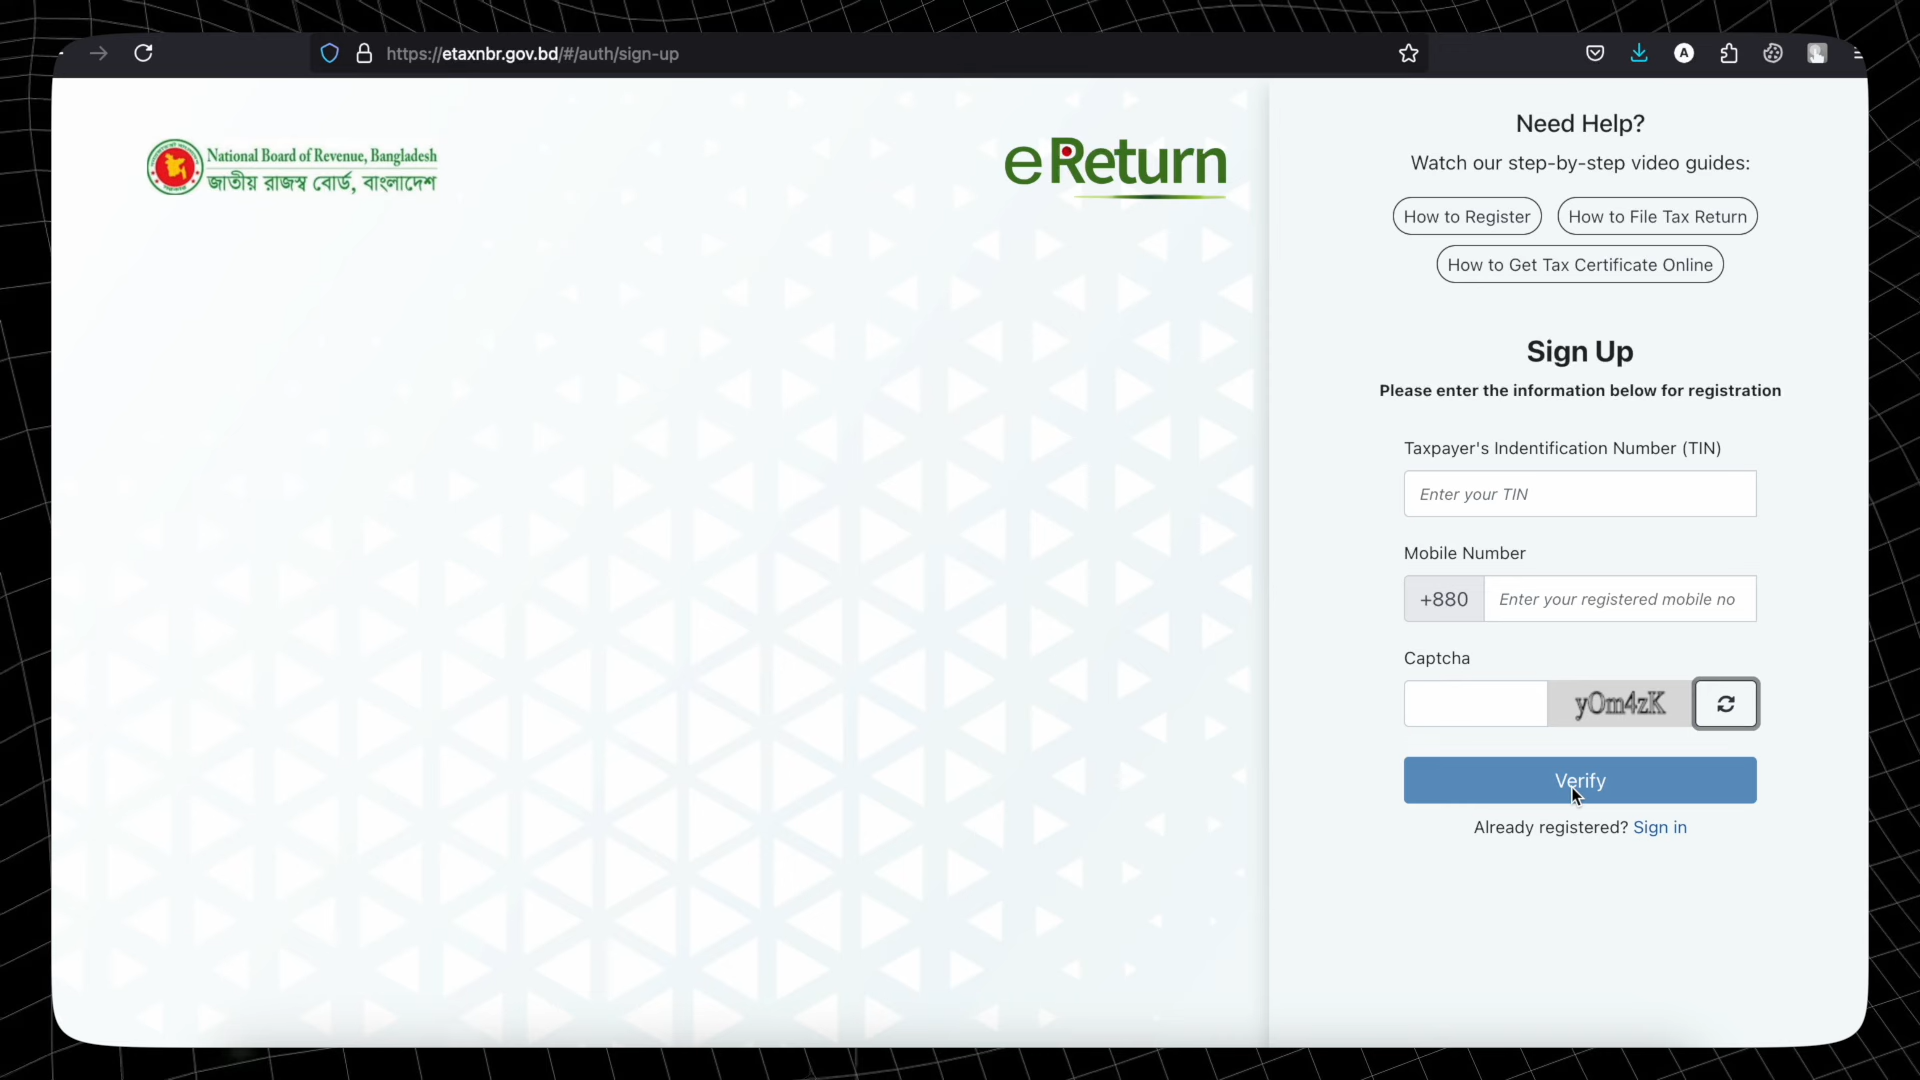 https://etaxnbr.gov.bd/#/auth/sign-up
A
National Board of Revenue, Bangladesh
জাতীয় রাজস্ব বোর্ড, বাংলাদেশ
eReturn
Need Help?
Watch our step-by-step video guides:
How to Register
How to File Tax Return
How to Get Tax Certificate Online
Sign Up
Please enter the information below for registration
Taxpayer's Indentification Number (TIN)
Enter your TIN
Mobile Number
+880
Enter your registered mobile no
Captcha
yOm4zK
Verify
Already registered? Sign in